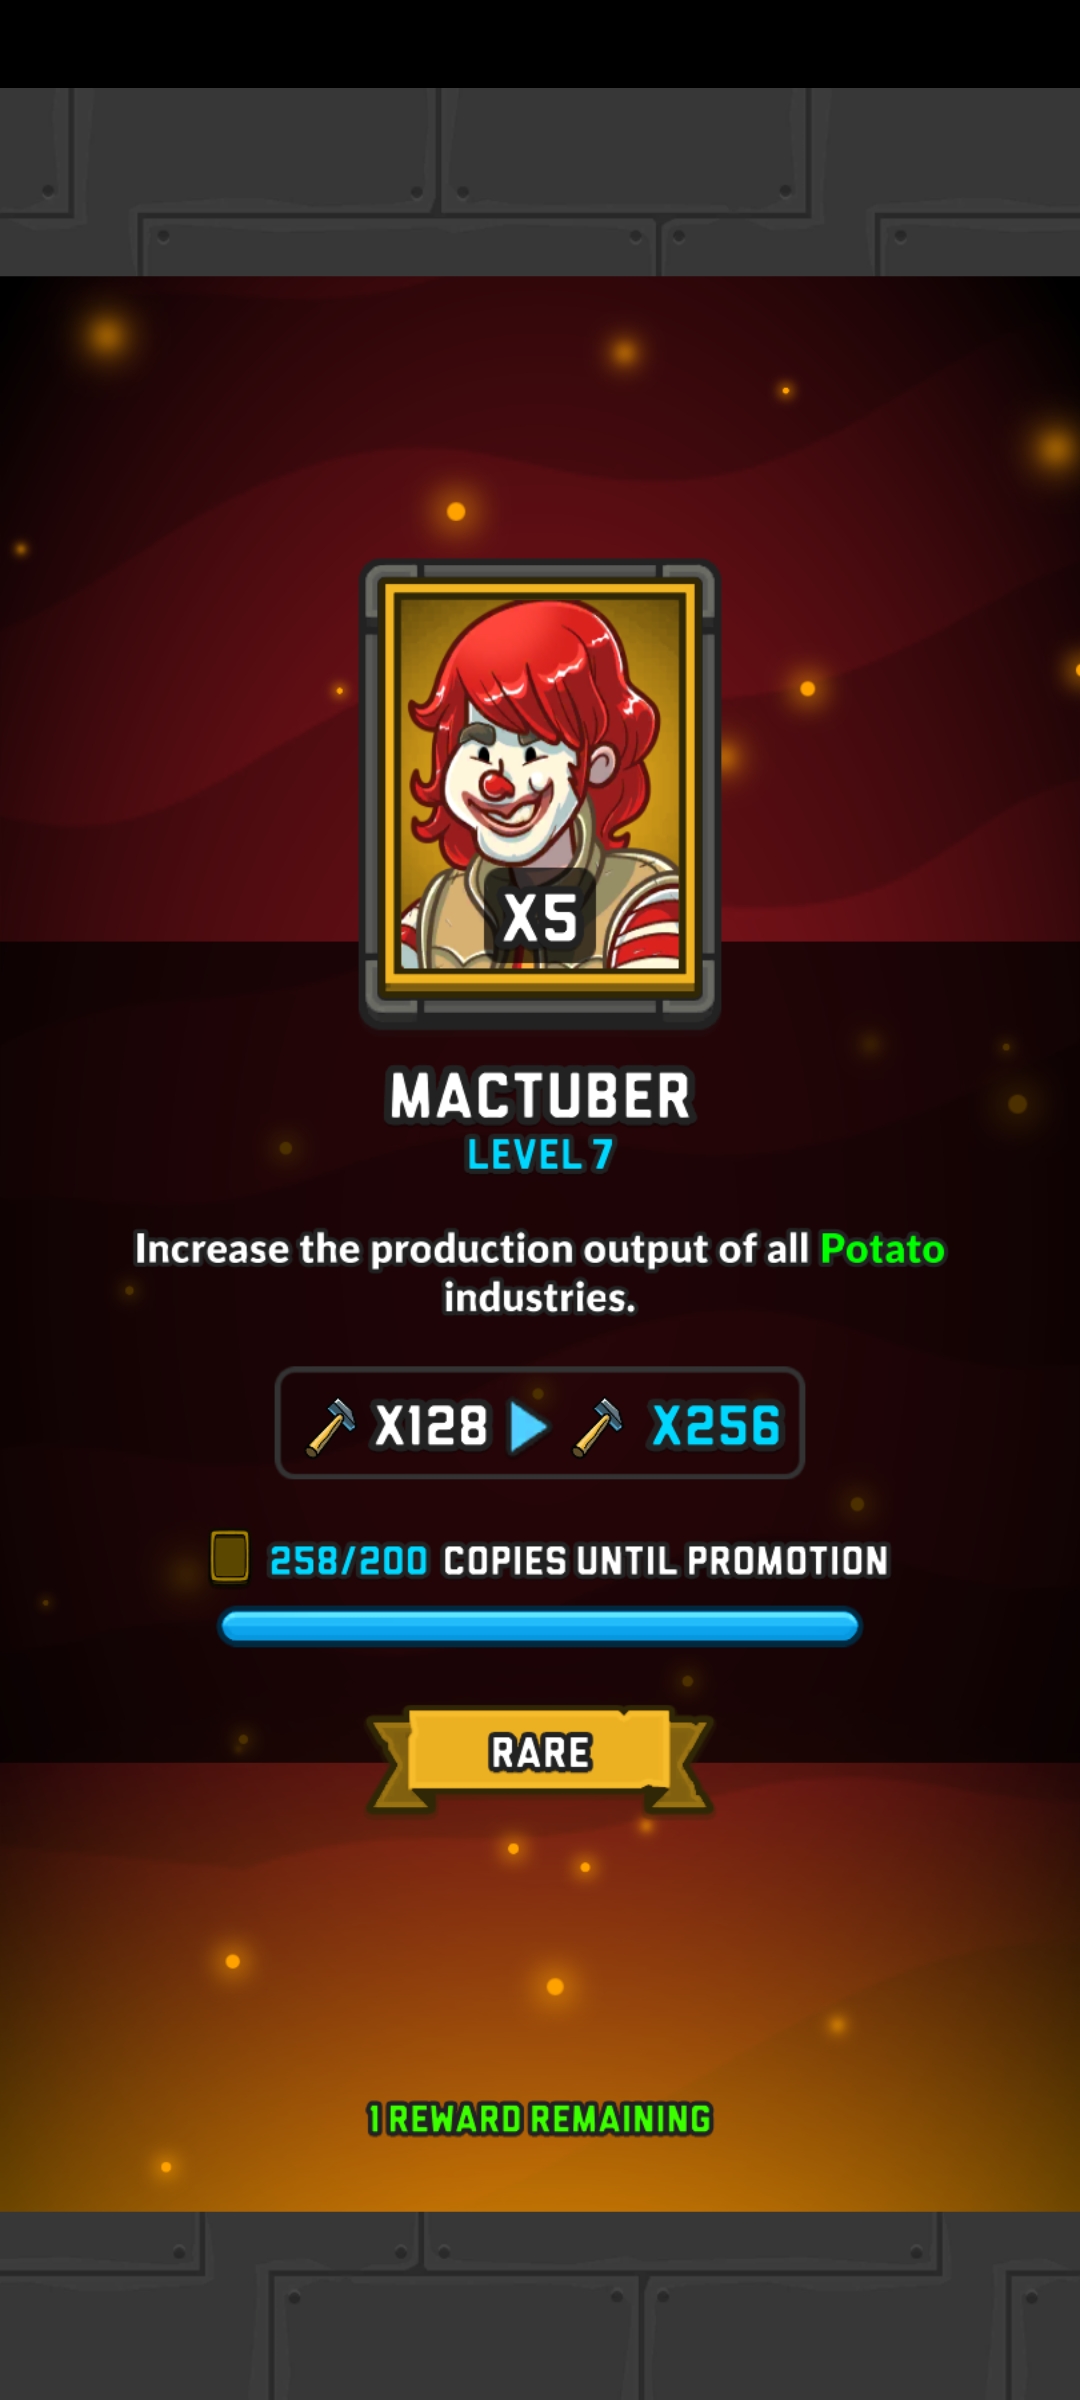 X5
MACTUBER
LEVEL 7
Increase the production output of all Potato
industries.
X128 X256
258/200 COPIES UNTIL PROMOTION
RARE
1 REWARD REMAINING